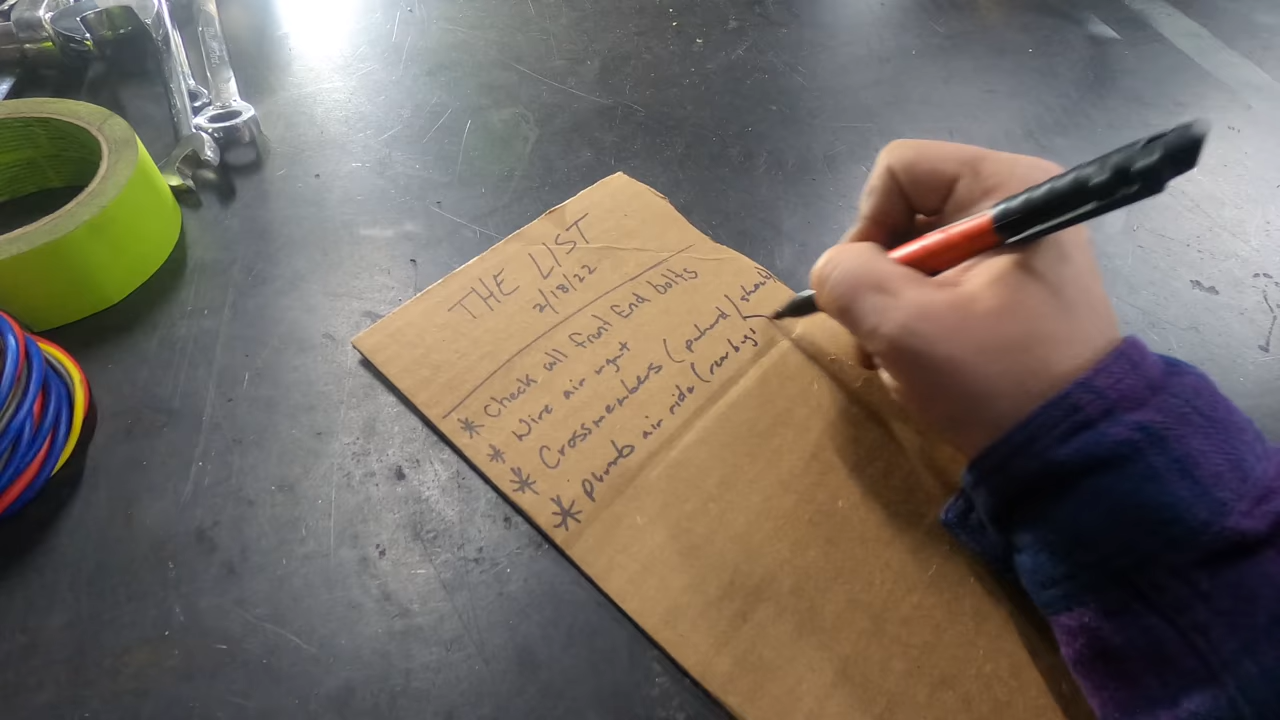 THE LIST
2/18/22
* Check all front End bolts
* Wire air mgmt
* Crossmembers (panhard / shock)
* Plumb air ride (rear bags